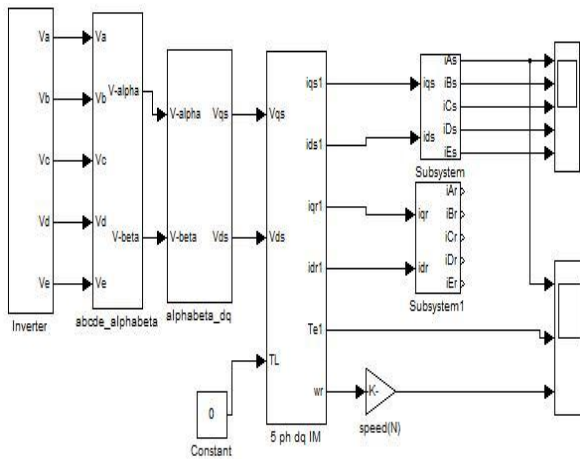 Va
Vb
Vc
Vd
Ve
Inverter
Va
Vb
Vc
Vd
Ve
V-alpha
V-beta
abcde_alphabeta
V-alpha
V-beta
Vqs
Vds
alphabeta_dq
Vqs
Vds
TL
iqs1
ids1
iqr1
idr1
Te1
wr
5 ph dq IM
0
Constant
iqs
ids
iAs
iBs
iCs
iDs
iEs
Subsystem
iqr
idr
iAr
iBr
iCr
iDr
iEr
Subsystem1
K-
speed(N)